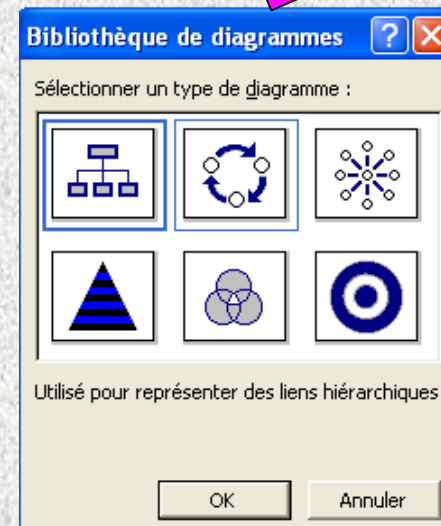 Bibliothèque de diagrammes
Sélectionner un type de diagramme :
Utilisé pour représenter des liens hiérarchiques
OK
Annuler